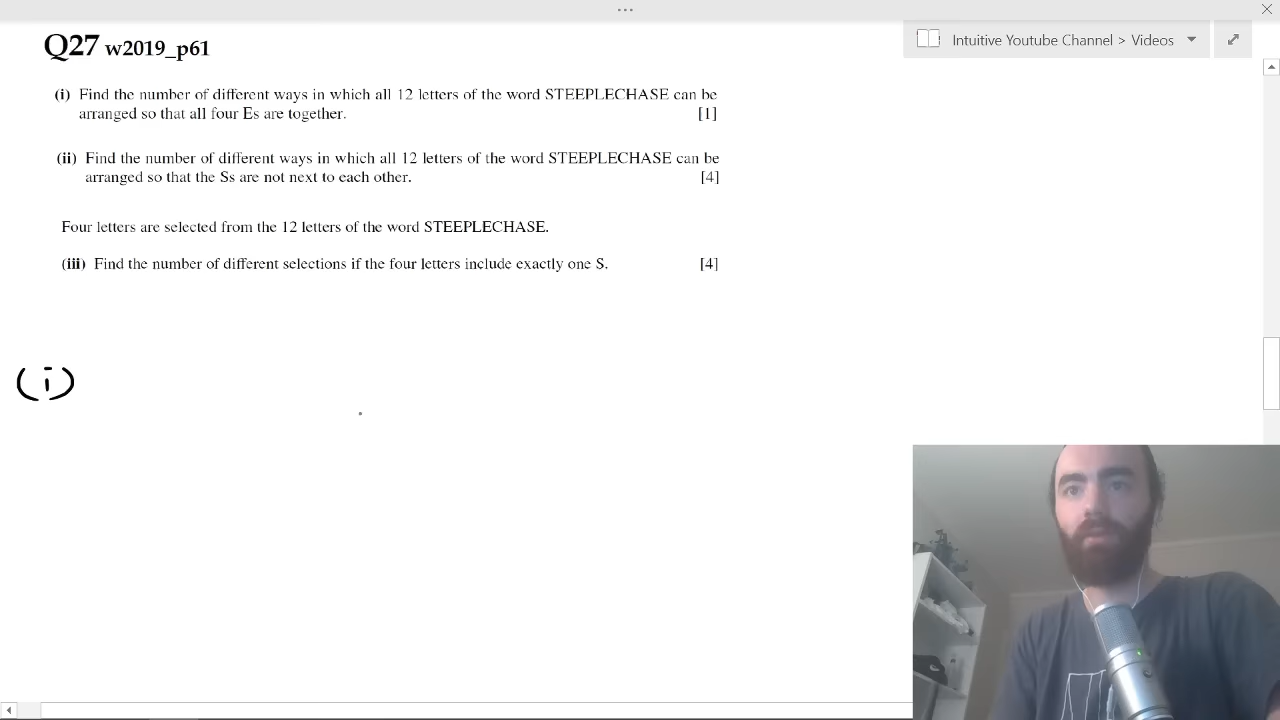 Q27 w2019_p61
Intuitive Youtube Channel > Videos
(i) Find the number of different ways in which all 12 letters of the word STEEPLECHASE can be
arranged so that all four Es are together. [1]
(ii) Find the number of different ways in which all 12 letters of the word STEEPLECHASE can be
arranged so that the Ss are not next to each other. [4]
Four letters are selected from the 12 letters of the word STEEPLECHASE.
(iii) Find the number of different selections if the four letters include exactly one S. [4]
(i)